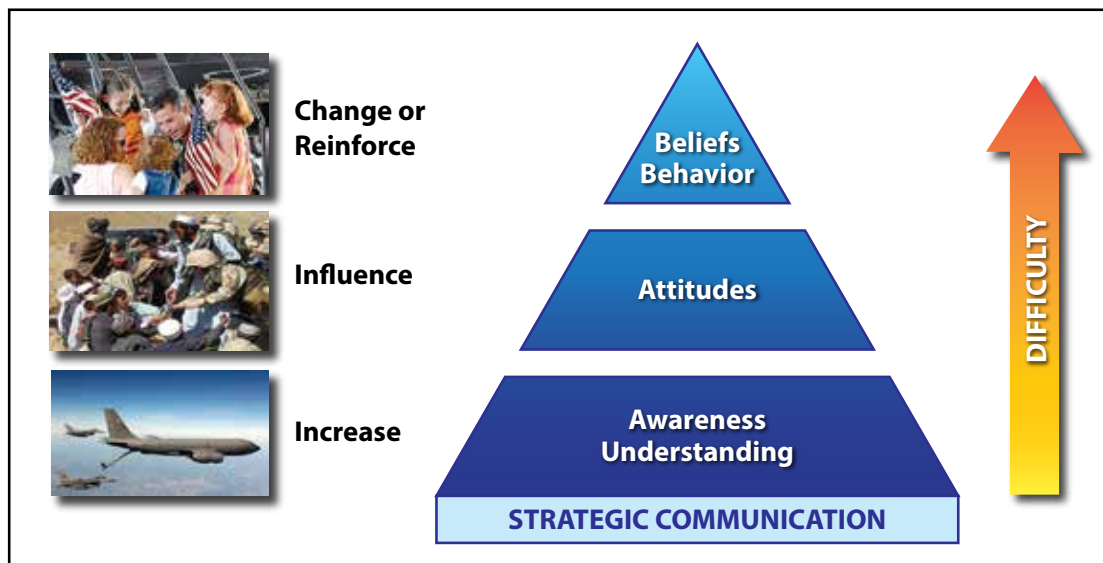 Change or
Reinforce
Beliefs
Behavior
Influence
Attitudes
Increase
Awareness
Understanding
STRATEGIC COMMUNICATION
DIFFICULTY